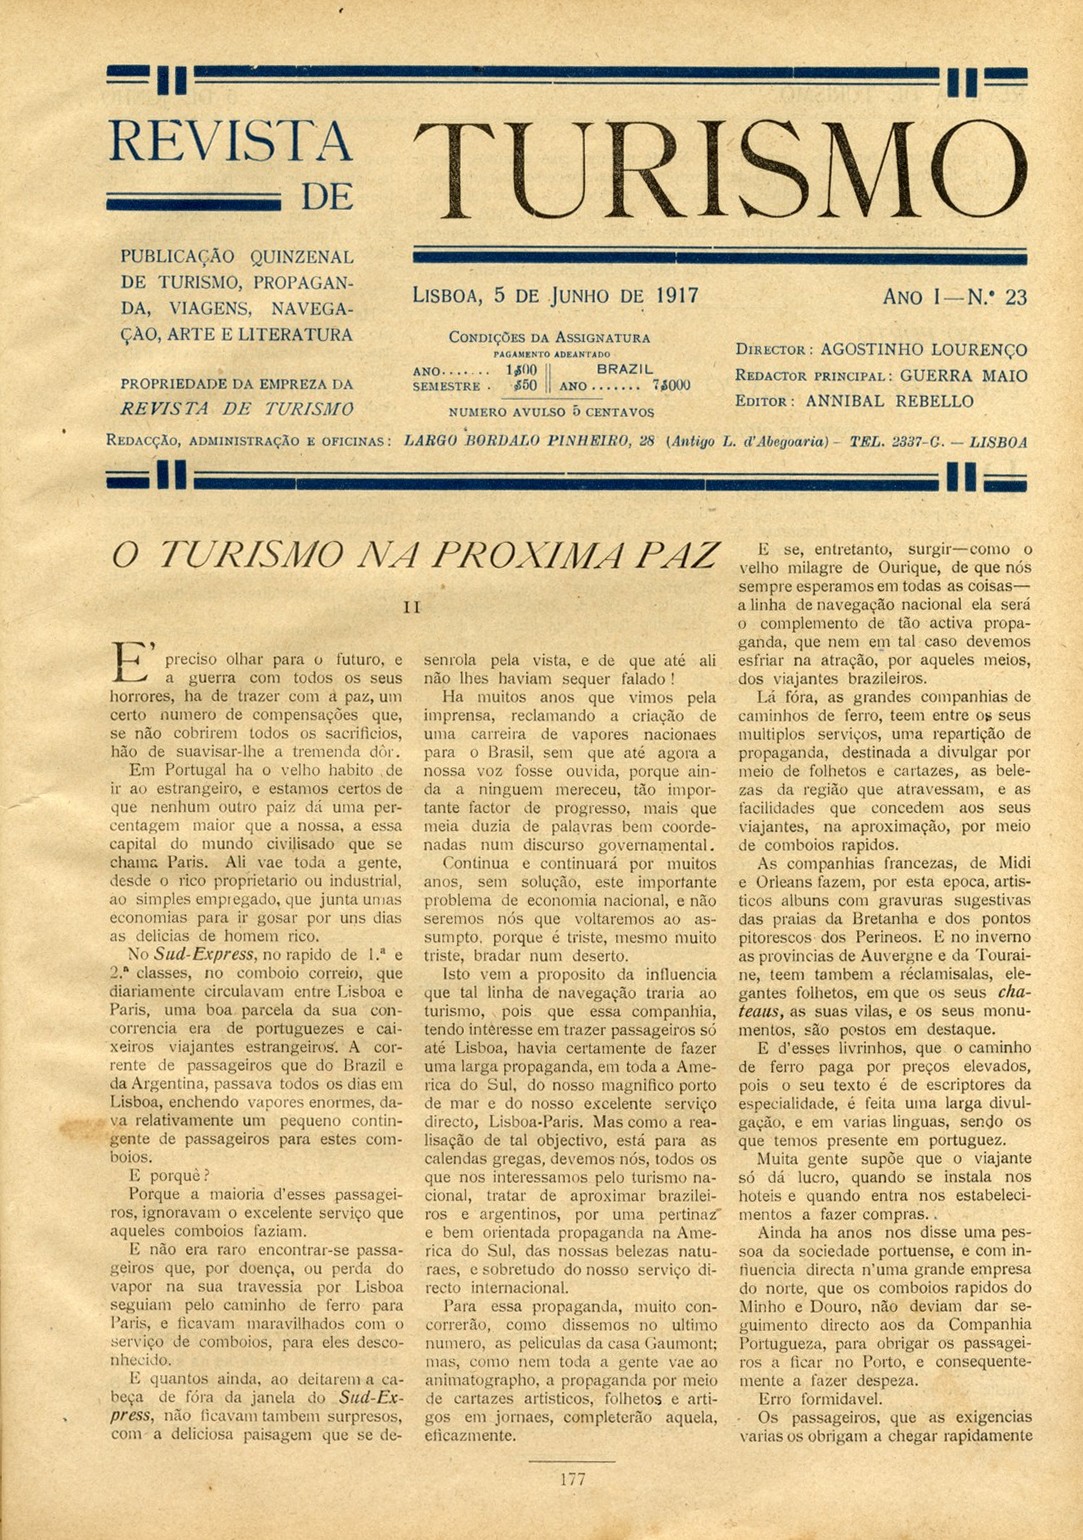 REVISTA
DE
TURISMO
PUBLICAÇÃO QUINZENAL
DE TURISMO, PROPAGAN-
DA, VIAGENS, NAVEGA-
ÇÃO, ARTE E LITERATURA
PROPRIEDADE DA EMPREZA DA
REVISTA DE TURISMO
LISBOA, 5 DE JUNHO DE 1917
ANO I—N.º 23
CONDIÇÕES DA ASSIGNATURA
PAGAMENTO ADEANTADO
ANO....... 1$00 || BRAZIL
SEMESTRE . $50 || ANO ....... 7$000
NUMERO AVULSO 5 CENTAVOS
DIRECTOR: AGOSTINHO LOURENÇO
REDACTOR PRINCIPAL: GUERRA MAIO
EDITOR: ANNIBAL REBELLO
REDACÇÃO, ADMINISTRAÇÃO E OFICINAS: LARGO BORDALO PINHEIRO, 28 (Antigo L. d'Abegoaria) - TEL. 2337-C. — LISBOA
O TURISMO NA PROXIMA PAZ
II
E' preciso olhar para o futuro, e
a guerra com todos os seus
horrores, ha de trazer com a paz, um
certo numero de compensações que,
se não cobrirem todos os sacrificios,
hão de suavisar-lhe a tremenda dôr.
Em Portugal ha o velho habito de
ir ao estrangeiro, e estamos certos de
que nenhum outro paiz dá uma per-
centagem maior que a nossa, a essa
capital do mundo civilisado que se
chama Paris. Ali vae toda a gente,
desde o rico proprietario ou industrial,
ao simples empregado, que junta umas
economias para ir gosar por uns dias
as delicias de homem rico.
No Sud-Express, no rapido de 1.ª e
2.ª classes, no comboio correio, que
diariamente circulavam entre Lisboa e
Paris, uma boa parcela da sua con-
correncia era de portuguezes e cai-
xeiros viajantes estrangeiros. A cor-
rente de passageiros que do Brazil e
da Argentina, passava todos os dias em
Lisboa, enchendo vapores enormes, da-
va relativamente um pequeno contin-
gente de passageiros para estes com-
boios.
E porquê?
Porque a maioria d'esses passagei-
ros, ignoravam o excelente serviço que
aqueles comboios faziam.
E não era raro encontrar-se passa-
geiros que, por doença, ou perda do
vapor na sua travessia por Lisboa
seguiam pelo caminho de ferro para
Paris, e ficavam maravilhados com o
serviço de comboios, para eles desco-
nhecido.
E quantos ainda, ao deitarem a ca-
beça de fóra da janela do Sud-Ex-
press, não ficavam tambem surpresos,
com a deliciosa paisagem que se de-
senrola pela vista, e de que até ali
não lhes haviam sequer falado!
Ha muitos anos que vimos pela
imprensa, reclamando a criação de
uma carreira de vapores nacionaes
para o Brasil, sem que até agora a
nossa voz fosse ouvida, porque ain-
da a ninguem mereceu, tão impor-
tante factor de progresso, mais que
meia duzia de palavras bem coorde-
nadas num discurso governamental.
Continua e continuará por muitos
anos, sem solução, este importante
problema de economia nacional, e não
seremos nós que voltaremos ao as-
sumpto, porque é triste, mesmo muito
triste, bradar num deserto.
Isto vem a proposito da influencia
que tal linha de navegação traria ao
turismo, pois que essa companhia,
tendo intèresse em trazer passageiros só
até Lisboa, havia certamente de fazer
uma larga propaganda, em toda a Ame-
rica do Sul, do nosso magnifico porto
de mar e do nosso excelente serviço
directo, Lisboa-Paris. Mas como a rea-
lisação de tal objectivo, está para as
calendas gregas, devemos nós, todos os
que nos interessamos pelo turismo na-
cional, tratar de aproximar brazilei-
ros e argentinos, por uma pertinaz
e bem orientada propaganda na Ame-
rica do Sul, das nossas belezas natu-
raes, e sobretudo do nosso serviço di-
recto internacional.
Para essa propaganda, muito con-
correrão, como dissemos no ultimo
numero, as peliculas da casa Gaumont;
mas, como nem toda a gente vae ao
animatographo, a propaganda por meio
de cartazes artisticos, folhetos e arti-
gos em jornaes, completerão aquela,
eficazmente.
E se, entretanto, surgir—como o
velho milagre de Ourique, de que nós
sempre esperamos em todas as coisas—
a linha de navegação nacional ela será
o complemento de tão activa propa-
ganda, que nem em tal caso devemos
esfriar na atração, por aqueles meios,
dos viajantes brazileiros.
Lá fóra, as grandes companhias de
caminhos de ferro, teem entre os seus
multiplos serviços, uma repartição de
propaganda, destinada a divulgar por
meio de folhetos e cartazes, as bele-
zas da região que atravessam, e as
facilidades que concedem aos seus
viajantes, na aproximação, por meio
de comboios rapidos.
As companhias francezas, de Midi
e Orleans fazem, por esta epoca, artis-
ticos albuns com gravuras sugestivas
das praias da Bretanha e dos pontos
pitorescos dos Perineos. E no inverno
as provincias de Auvergne e da Tourai-
ne, teem tambem a réclamisalas, ele-
gantes folhetos, em que os seus cha-
teaus, as suas vilas, e os seus monu-
mentos, são postos em destaque.
E d'esses livrinhos, que o caminho
de ferro paga por preços elevados,
pois o seu texto é de escriptores da
especialidade, é feita uma larga divul-
gação, e em varias linguas, sendo os
que temos presente em portuguez.
Muita gente supõe que o viajante
só dá lucro, quando se instala nos
hoteis e quando entra nos estabeleci-
mentos a fazer compras..
Ainda ha anos nos disse uma pes-
soa da sociedade portuense, e com in-
fluencia directa n'uma grande empresa
do norte, que os comboios rapidos do
Minho e Douro, não deviam dar se-
guimento directo aos da Companhia
Portugueza, para obrigar os passagei-
ros a ficar no Porto, e consequente-
mente a fazer despeza.
Erro formidavel.
Os passageiros, que as exigencias
varias os obrigam a chegar rapidamente
177